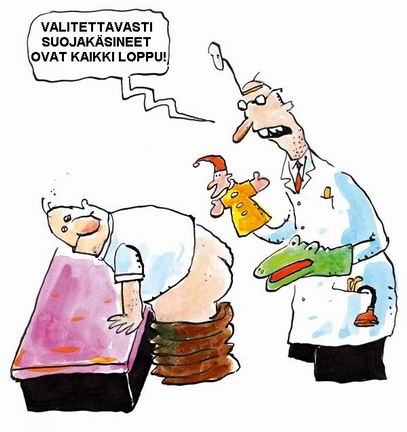 VALITETTAVASTI
SUOJAKÄSINEET
OVAT KAIKKI LOPPU!